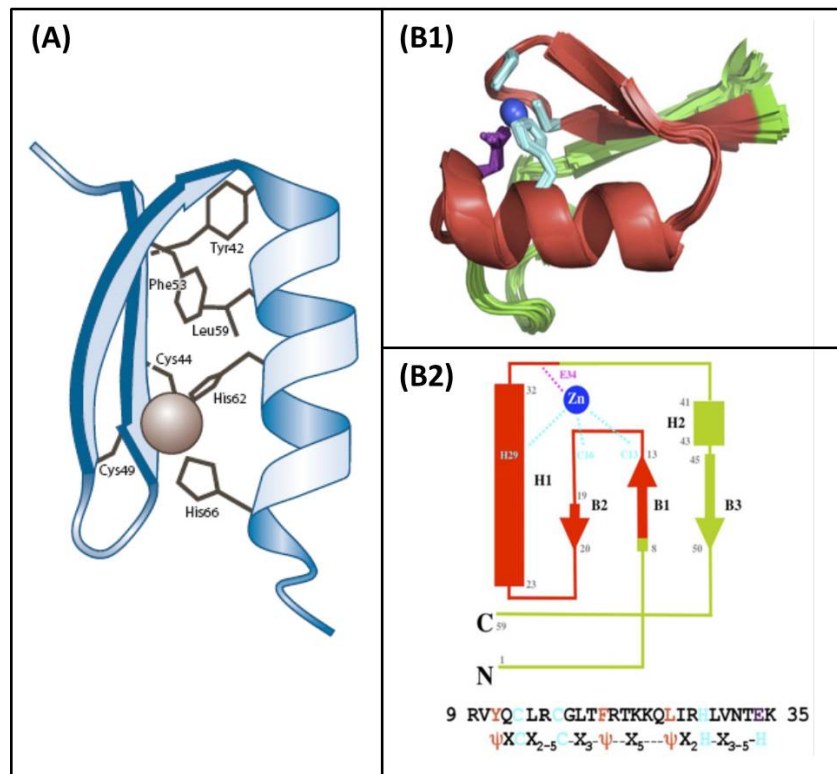 (A)
Tyr42
Phe53
Leu59
Cys44
His62
Cys49
His66
(B1)
(B2)
E34
32
Zn
41
H2
43
H29
C16
C13
13
45
H1
19
B2
B1
B3
20
8
50
23
C
59
1
N
9 RVYQCLRCGLTFRTKKQLIRHLVNTEK 35
ψXCX₂₋₅C-X₃-ψ--X₅---ψX₂H-X₃₋₅-H